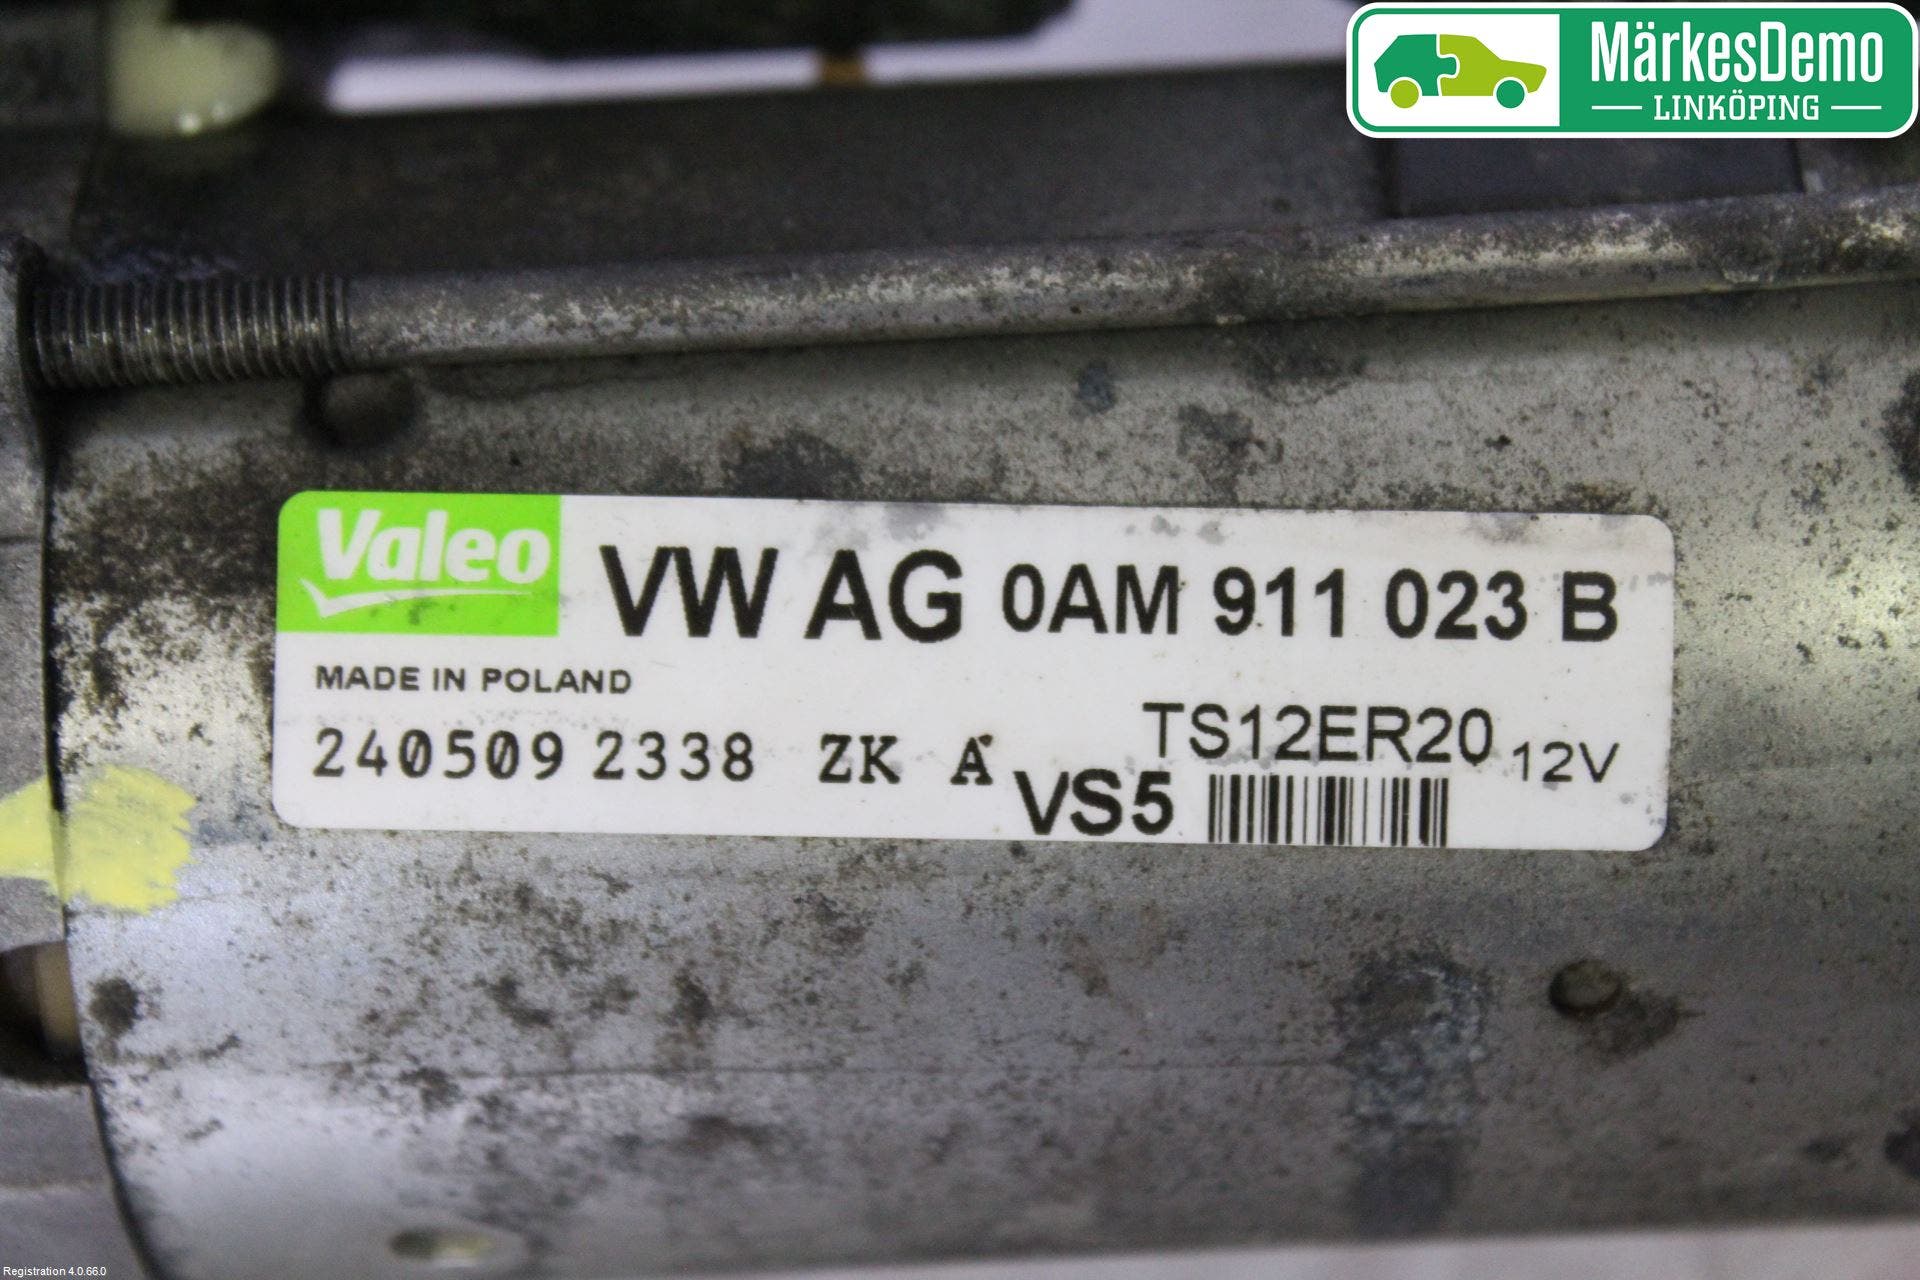 MärkesDemo
LINKÖPING
Valeo
VW AG 0AM 911 023 B
MADE IN POLAND
TS12ER20 12V
240509 2338 ZK A
VS5
Registration 4.0.66.0